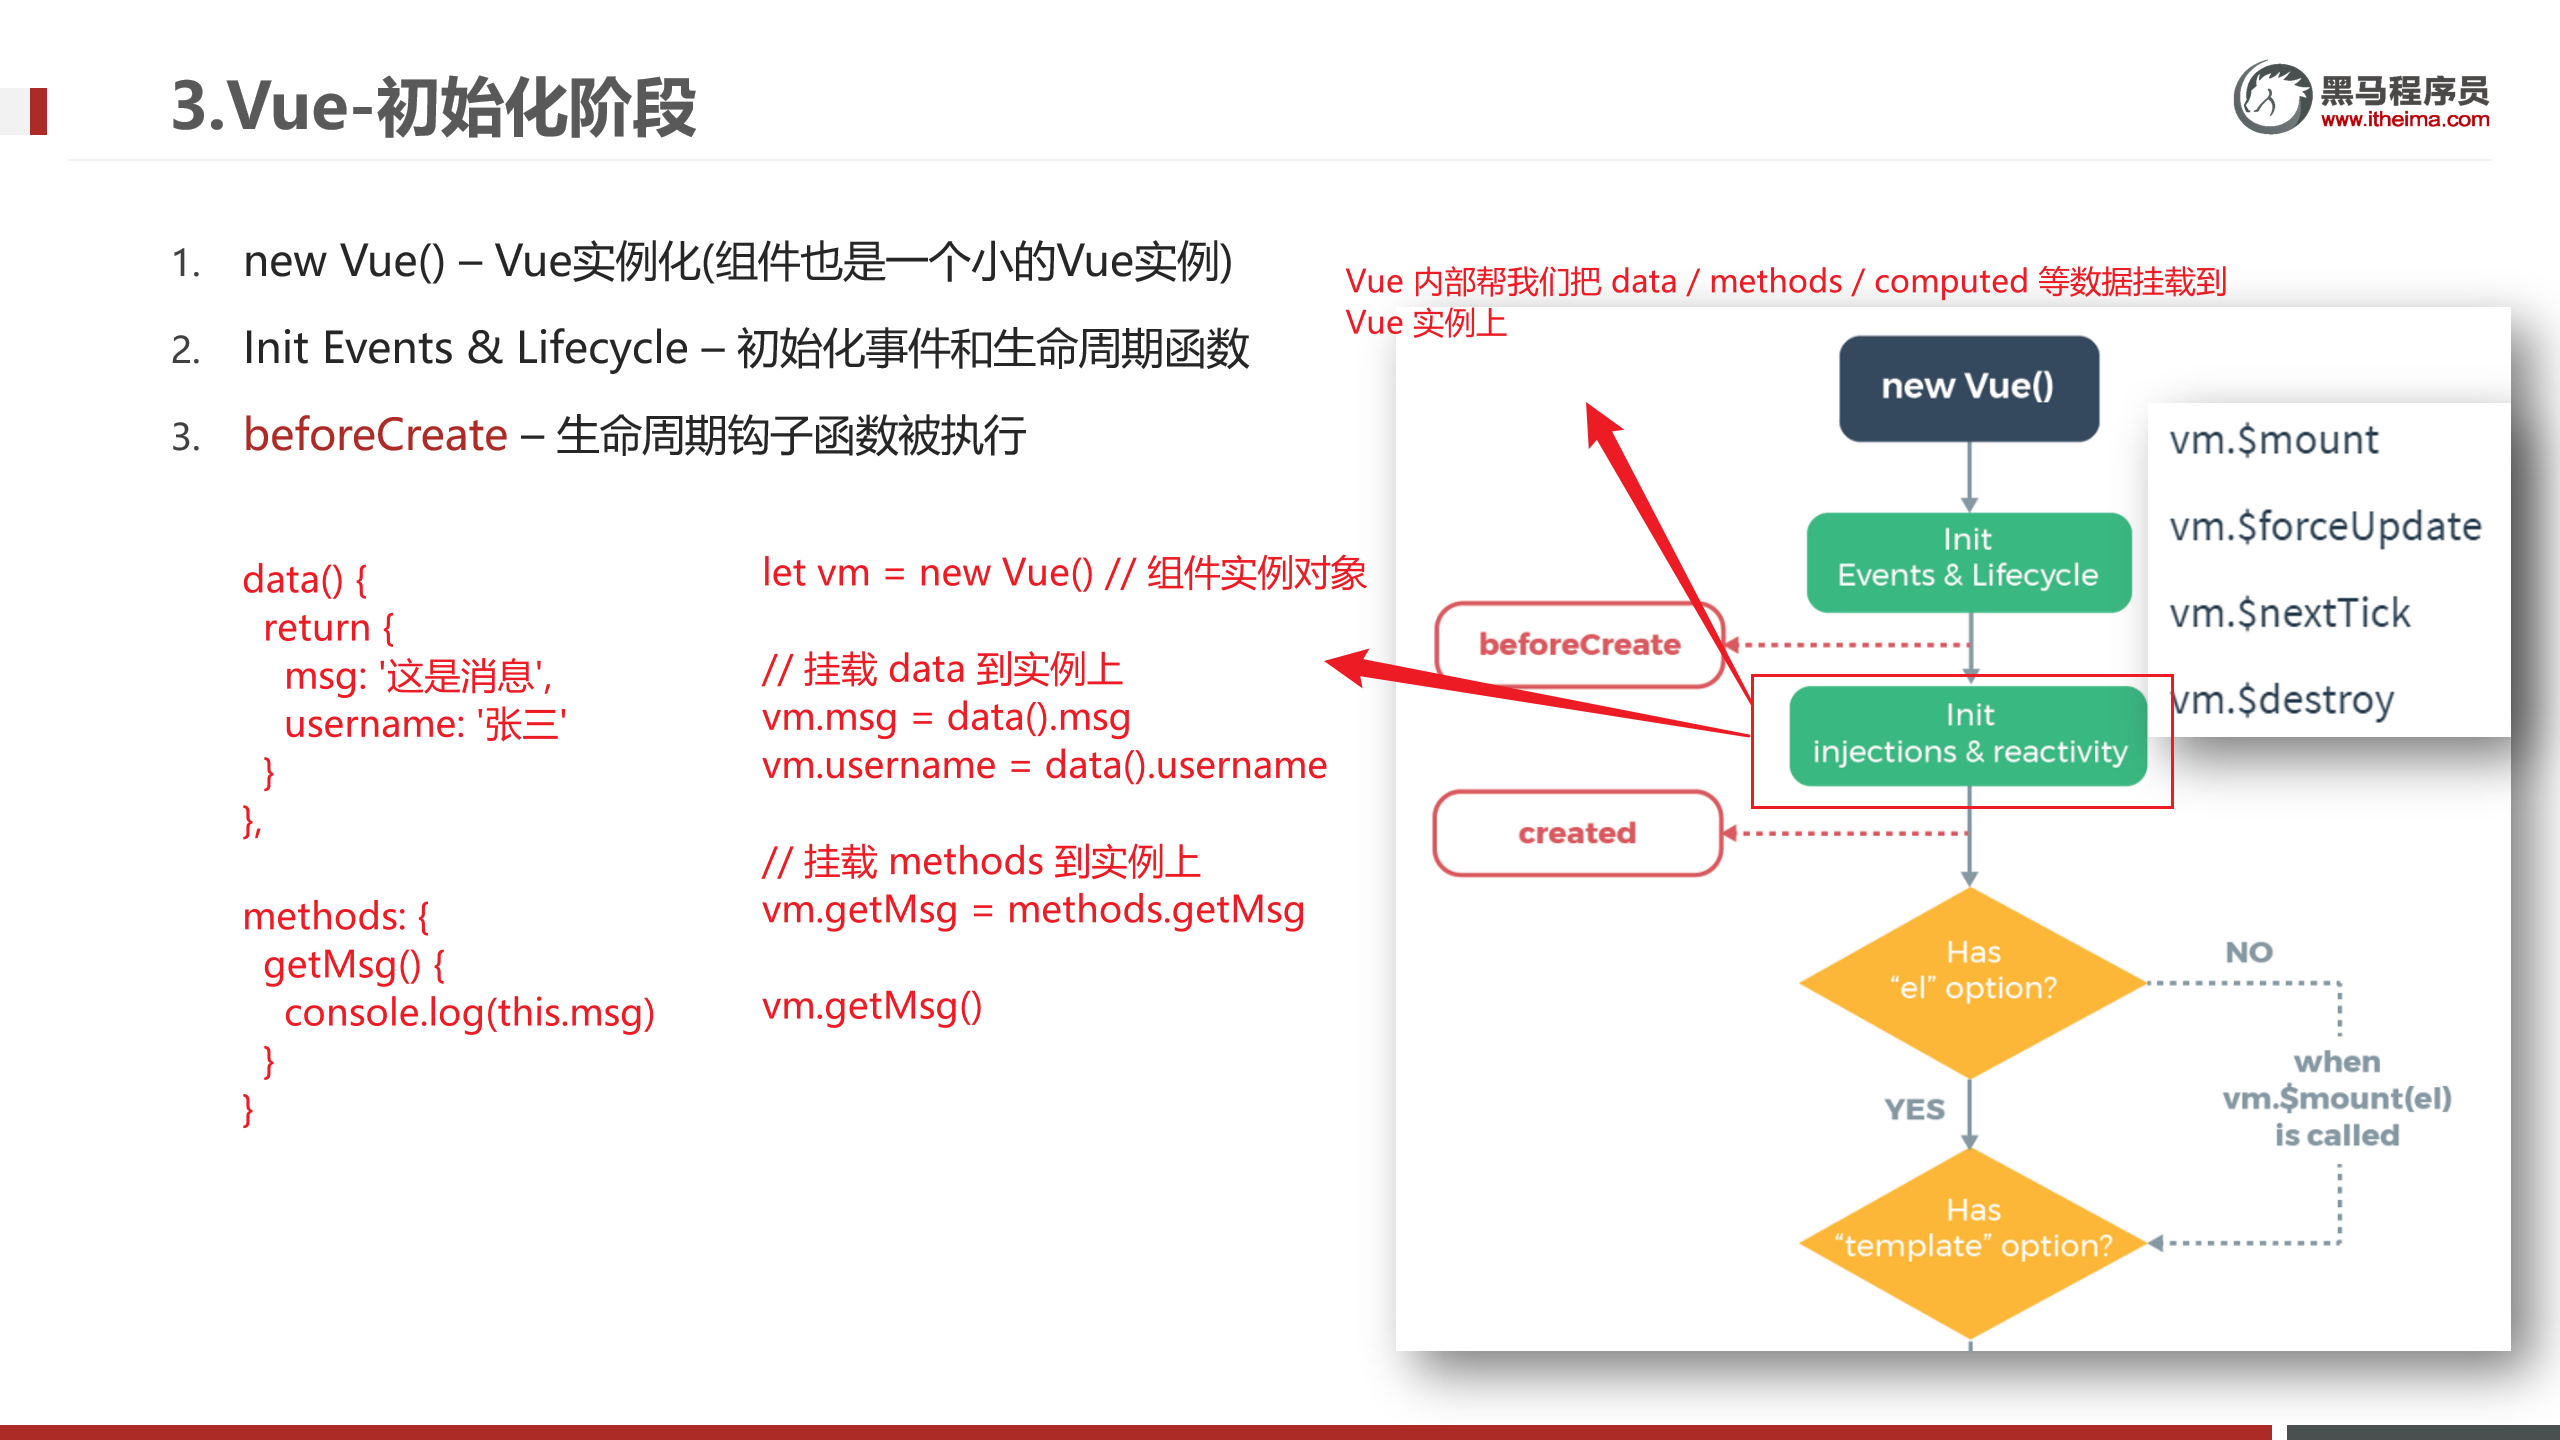 3.Vue-初始化阶段
黑马程序员
www.itheima.com
1. new Vue() – Vue实例化(组件也是一个小的Vue实例)
2. Init Events & Lifecycle – 初始化事件和生命周期函数
3. beforeCreate – 生命周期钩子函数被执行
data() {
return {
msg: '这是消息',
username: '张三'
}
},
methods: {
getMsg() {
console.log(this.msg)
}
}
let vm = new Vue() // 组件实例对象
// 挂载 data 到实例上
vm.msg = data().msg
vm.username = data().username
// 挂载 methods 到实例上
vm.getMsg = methods.getMsg
vm.getMsg()
Vue 内部帮我们把 data / methods / computed 等数据挂载到
Vue 实例上
new Vue()
vm.$mount
vm.$forceUpdate
vm.$nextTick
vm.$destroy
Init
Events & Lifecycle
beforeCreate
Init
injections & reactivity
created
Has
“el” option?
NO
when
vm.$mount(el)
is called
YES
Has
“template” option?